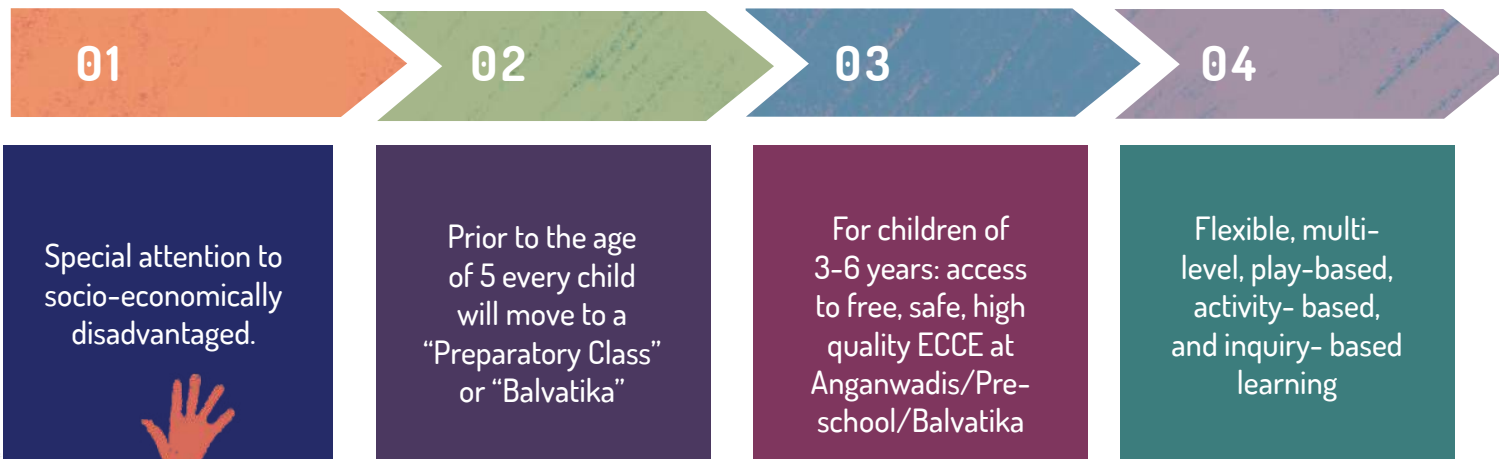 01
02
03
04
Special attention to
socio-economically
disadvantaged.
Prior to the age
of 5 every child
will move to a
“Preparatory Class”
or “Balvatika”
For children of
3-6 years: access
to free, safe, high
quality ECCE at
Anganwadis/Pre-
school/Balvatika
Flexible, multi-
level, play-based,
activity- based,
and inquiry- based
learning